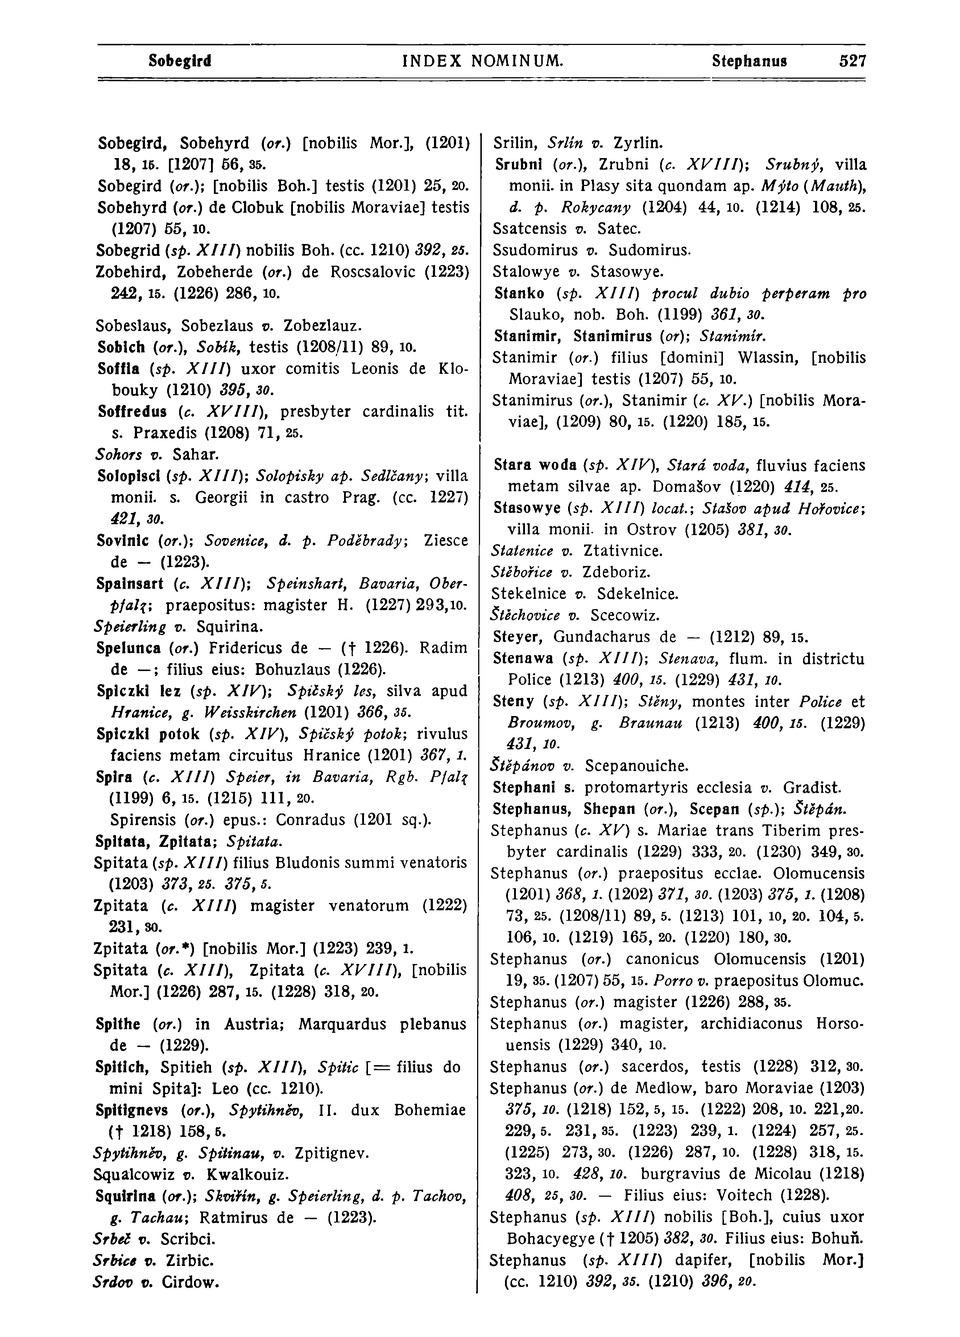 Sobegird INDEX NOMINUM. Stephanus 527
Sobegird, Sobehyrd (or.) [nobilis Mor.], (1201)
18, 15. [1207] 56, 35.
Sobegird (or.); [nobilis Boh.] testis (1201) 25, 20.
Sobehyrd (or.) de Clobuk [nobilis Moraviae] testis
(1207) 55, 10.
Sobegrid (sp. XIII) nobilis Boh. (cc. 1210) 392, 25.
Zobehird, Zobeherde (or.) de Roscsalovic (1223)
242, 15. (1226) 286, 10.
Sobeslaus, Sobezlaus v. Zobezlauz.
Sobich (or.), Sobík, testis (1208/11) 89, 10.
Soffia (sp. XIII) uxor comitis Leonis de Klo-
bouky (1210) 395, 30.
Soffredus (c. XVIII), presbyter cardinalis tit.
s. Praxedis (1208) 71, 25.
Sohors v. Sahar.
Solopisci (sp. XIII); Solopisky ap. Sedlčany; villa
monii. s. Georgii in castro Prag. (cc. 1227)
421, 30.
Sovinic (or.); Sovenice, d. p. Poděbrady; Ziesce
de — (1223).
Spainsart (c. XIII); Speinshart, Bavaria, Ober-
pfalz; praepositus: magister H. (1227) 293,10.
Speierling v. Squirina.
Spelunca (or.) Fridericus de — († 1226). Radim
de —; filius eius: Bohuzlaus (1226).
Spiczki lez (sp. XIV); Spičský les, silva apud
Hranice, g. Weisskirchen (1201) 366, 35.
Spiczki potok (sp. XIV), Spičský potok; rivulus
faciens metam circuitus Hranice (1201) 367, 1.
Spira (c. XIII) Speier, in Bavaria, Rgb. Pfalz
(1199) 6, 15. (1215) 111, 20.
Spirensis (or.) epus.: Conradus (1201 sq.).
Spitata, Zpitata; Spitata.
Spitata (sp. XIII) filius Bludonis summi venatoris
(1203) 373, 25. 375, 5.
Zpitata (c. XIII) magister venatorum (1222)
231, 30.
Zpitata (or.*) [nobilis Mor.] (1223) 239, 1.
Spitata (c. XIII), Zpitata (c. XVIII), [nobilis
Mor.] (1226) 287, 15. (1228) 318, 20.
Spithe (or.) in Austria; Marquardus plebanus
de — (1229).
Spitich, Spitieh (sp. XIII), Spitic [= filius do
mini Spita]: Leo (cc. 1210).
Spitignevs (or.), Spytihněv, II. dux Bohemiae
(† 1218) 158, 5.
Spytihněv, g. Spitinau, v. Zpitignev.
Squalcowiz v. Kwalkouiz.
Squirina (or.); Skviřín, g. Speierling, d. p. Tachov,
g. Tachau; Ratmirus de — (1223).
Srbeč v. Scribci.
Srbice v. Zirbic.
Srdov v. Cirdow.
Srilin, Srlín v. Zyrlin.
Srubni (or.), Zrubni (c. XVIII); Srubný, villa
monii. in Plasy sita quondam ap. Mýto (Mauth),
d. p. Rokycany (1204) 44, 10. (1214) 108, 25.
Ssatcensis v. Satec.
Ssudomirus v. Sudomirus.
Stalowye v. Stasowye.
Stanko (sp. XIII) procul dubio perperam pro
Slauko, nob. Boh. (1199) 361, 30.
Stanimir, Stanimirus (or); Stanimír.
Stanimir (or.) filius [domini] Wlassin, [nobilis
Moraviae] testis (1207) 55, 10.
Stanimirus (or.), Stanimir (c. XV.) [nobilis Mora-
viae], (1209) 80, 15. (1220) 185, 15.
Stara woda (sp. XIV), Stará voda, fluvius faciens
metam silvae ap. Domašov (1220) 414, 25.
Stasowye (sp. XIII) locat.; Stašov apud Hořovice;
villa monii. in Ostrov (1205) 381, 30.
Statenice v. Ztativnice.
Stěbořice v. Zdeboriz.
Stekelnice v. Sdekelnice.
Štěchovice v. Scecowiz.
Steyer, Gundacharus de — (1212) 89, 15.
Stenawa (sp. XIII); Stenava, flum. in districtu
Police (1213) 400, 15. (1229) 431, 10.
Steny (sp. XIII); Stěny, montes inter Police et
Broumov, g. Braunau (1213) 400, 15. (1229)
431, 10.
Štěpánov v. Scepanouiche.
Stephani s. protomartyris ecclesia v. Gradist.
Stephanus, Shepan (or.), Scepan (sp.); Štěpán.
Stephanus (c. XV) s. Mariae trans Tiberim pres-
byter cardinalis (1229) 333, 20. (1230) 349, 30.
Stephanus (or.) praepositus ecclae. Olomucensis
(1201) 368, 1. (1202) 371, 30. (1203) 375, 1. (1208)
73, 25. (1208/11) 89, 5. (1213) 101, 10, 20. 104, 5.
106, 10. (1219) 165, 20. (1220) 180, 30.
Stephanus (or.) canonicus Olomucensis (1201)
19, 35. (1207) 55, 15. Porro v. praepositus Olomuc.
Stephanus (or.) magister (1226) 288, 35.
Stephanus (or.) magister, archidiaconus Horso-
uensis (1229) 340, 10.
Stephanus (or.) sacerdos, testis (1228) 312, 30.
Stephanus (or.) de Medlow, baro Moraviae (1203)
375, 10. (1218) 152, 5, 15. (1222) 208, 10. 221,20.
229, 5. 231, 35. (1223) 239, 1. (1224) 257, 25.
(1225) 273, 30. (1226) 287, 10. (1228) 318, 15.
323, 10. 428, 10. burgravius de Micolau (1218)
408, 25, 30. — Filius eius: Voitech (1228).
Stephanus (sp. XIII) nobilis [Boh.], cuius uxor
Bohacyegye († 1205) 382, 30. Filius eius: Bohuň.
Stephanus (sp. XIII) dapifer, [nobilis Mor.]
(cc. 1210) 392, 35. (1210) 396, 20.